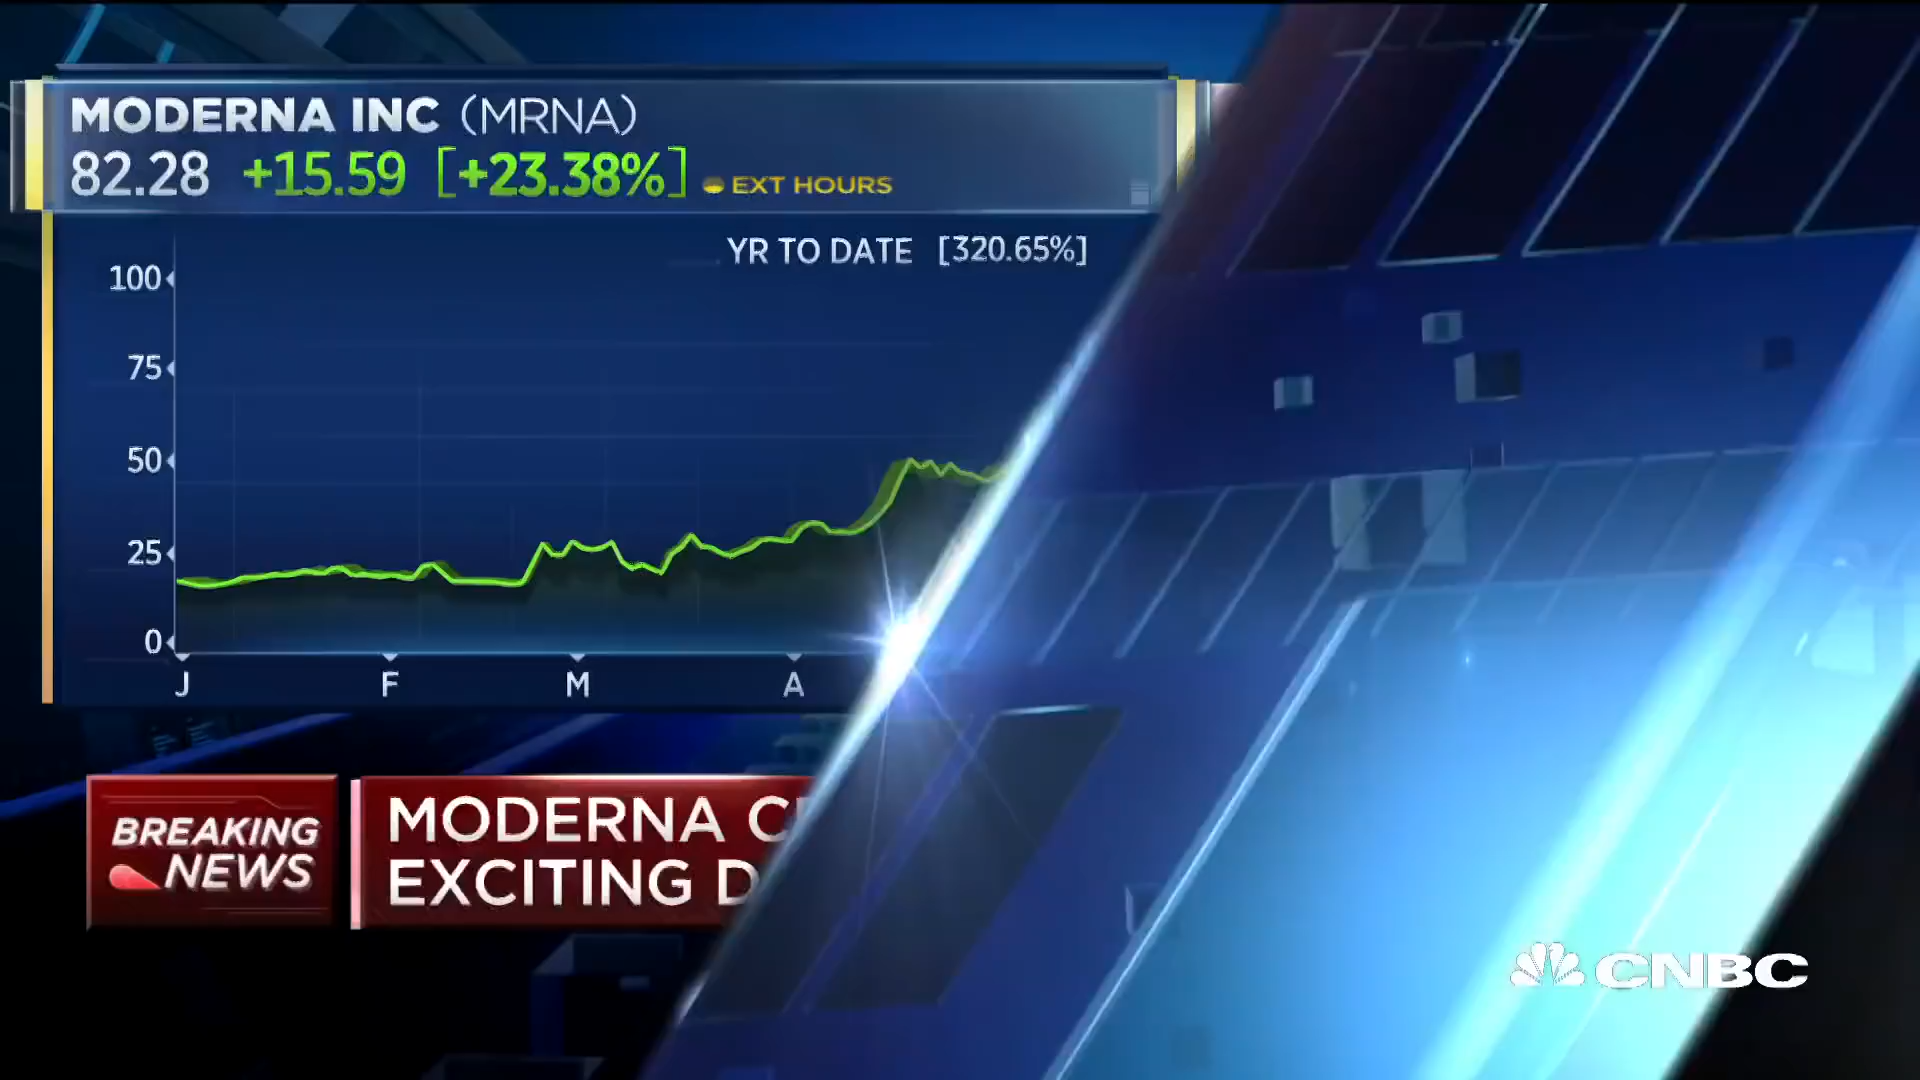 MODERNA INC (MRNA)
82.28 +15.59 [+23.38%] EXT HOURS
YR TO DATE [320.65%]
100
75
50
25
0
J F M A
BREAKING
NEWS
MODERNA
EXCITING
CNBC